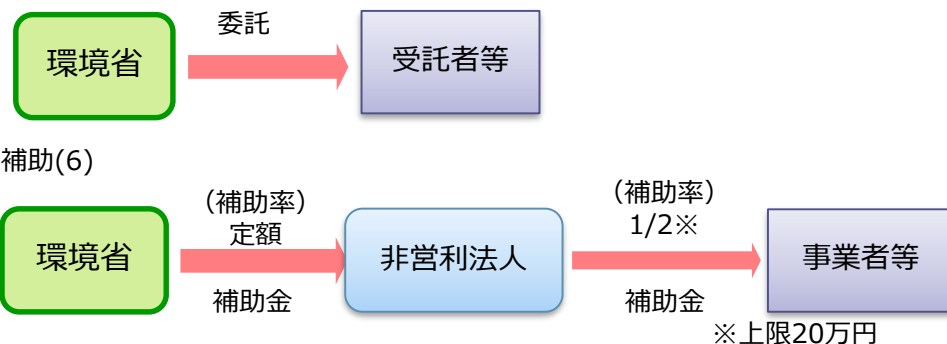 委託
環境省
受託者等
補助(6)
（補助率）
定額
（補助率）
1/2※
環境省
非営利法人
事業者等
補助金
補助金
※上限20万円